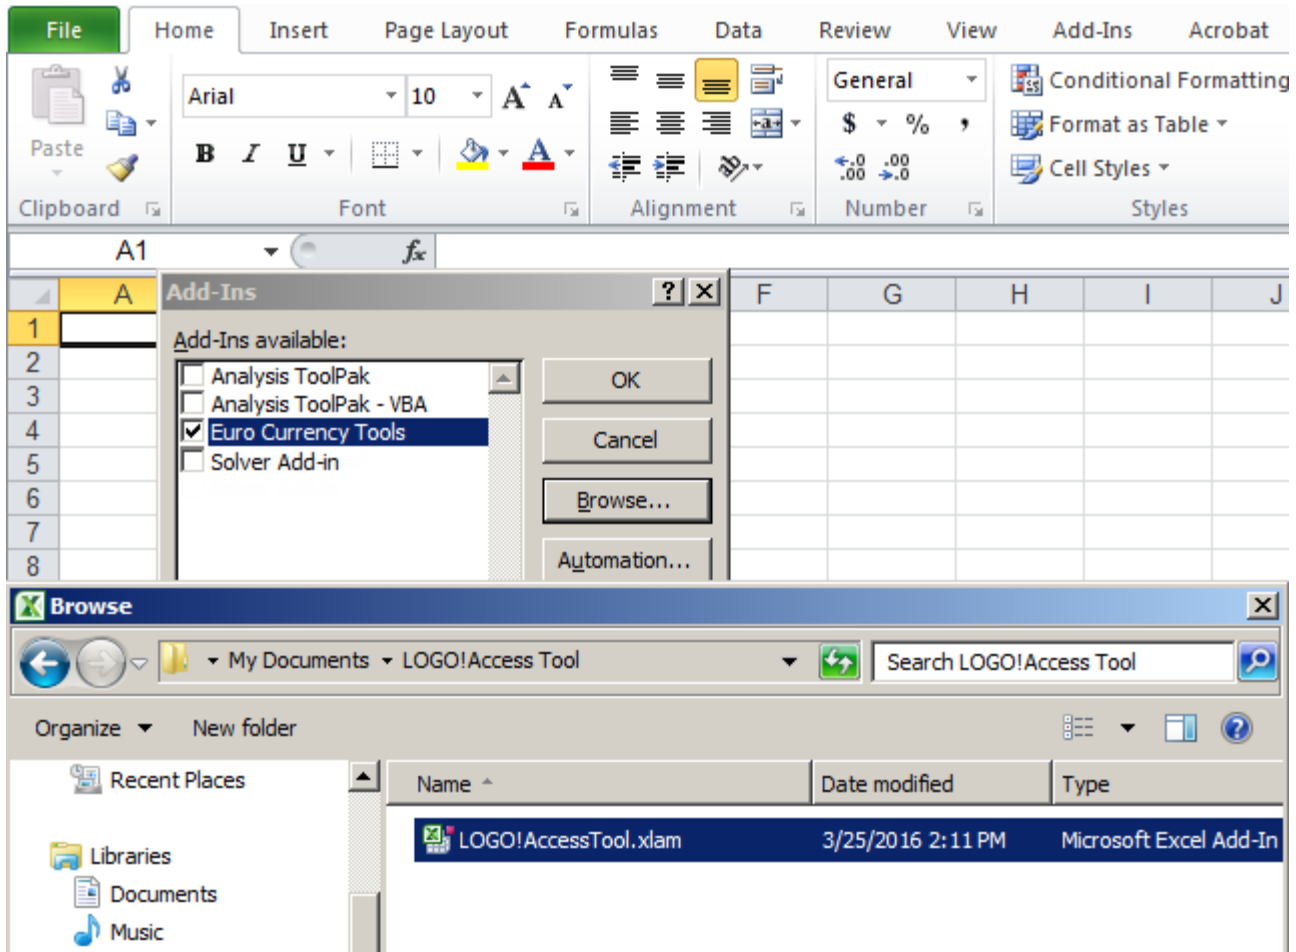 File Home Insert Page Layout Formulas Data Review View Add-Ins Acrobat
Arial 10 A A General Conditional Formatting
Paste $ % , Format as Table
B I U A .0 .00 .00 .0 Cell Styles
Clipboard Font Alignment Number Styles
A1 fx
A F G H I J
Add-Ins ? X
1
Add-Ins available:
2
Analysis ToolPak OK
3
Analysis ToolPak - VBA
4
Euro Currency Tools Cancel
5
Solver Add-in
6
Browse...
7
8
Automation...
Browse
My Documents LOGO!Access Tool Search LOGO!Access Tool
Organize New folder
Recent Places Name Date modified Type
LOGO!AccessTool.xlam 3/25/2016 2:11 PM Microsoft Excel Add-In
Libraries
Documents
Music